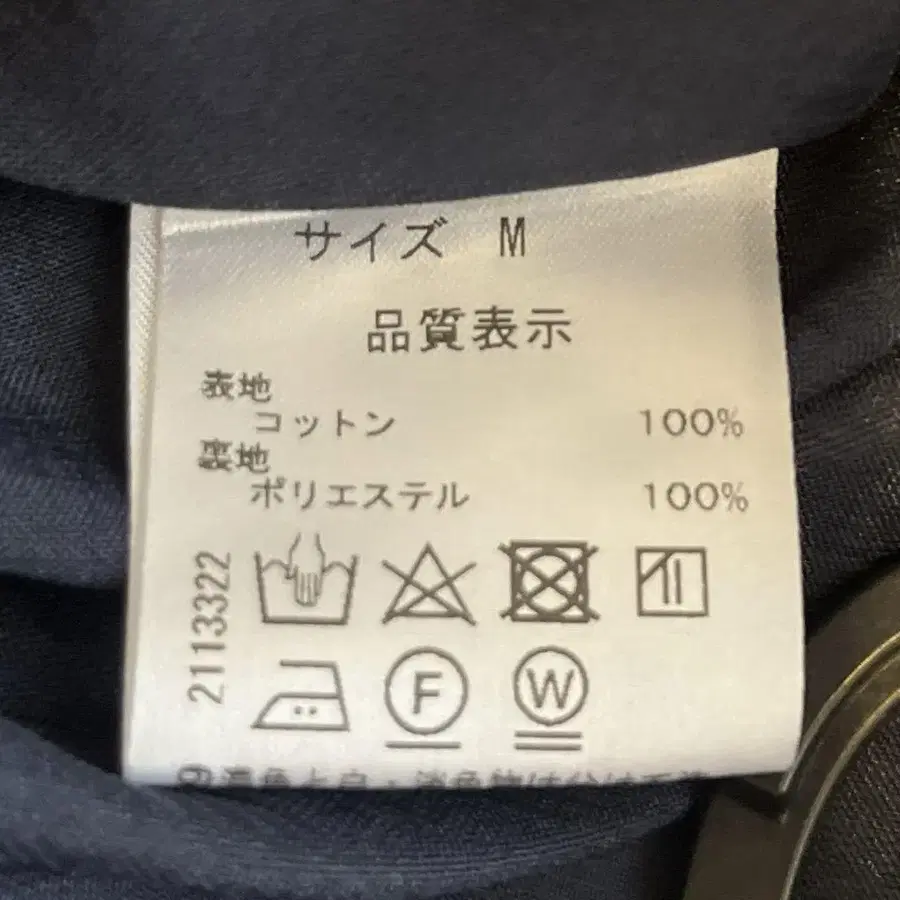 サイズ M
品質表示
表地
コットン 100%
裏地
ポリエステル 100%
2113322
F
W